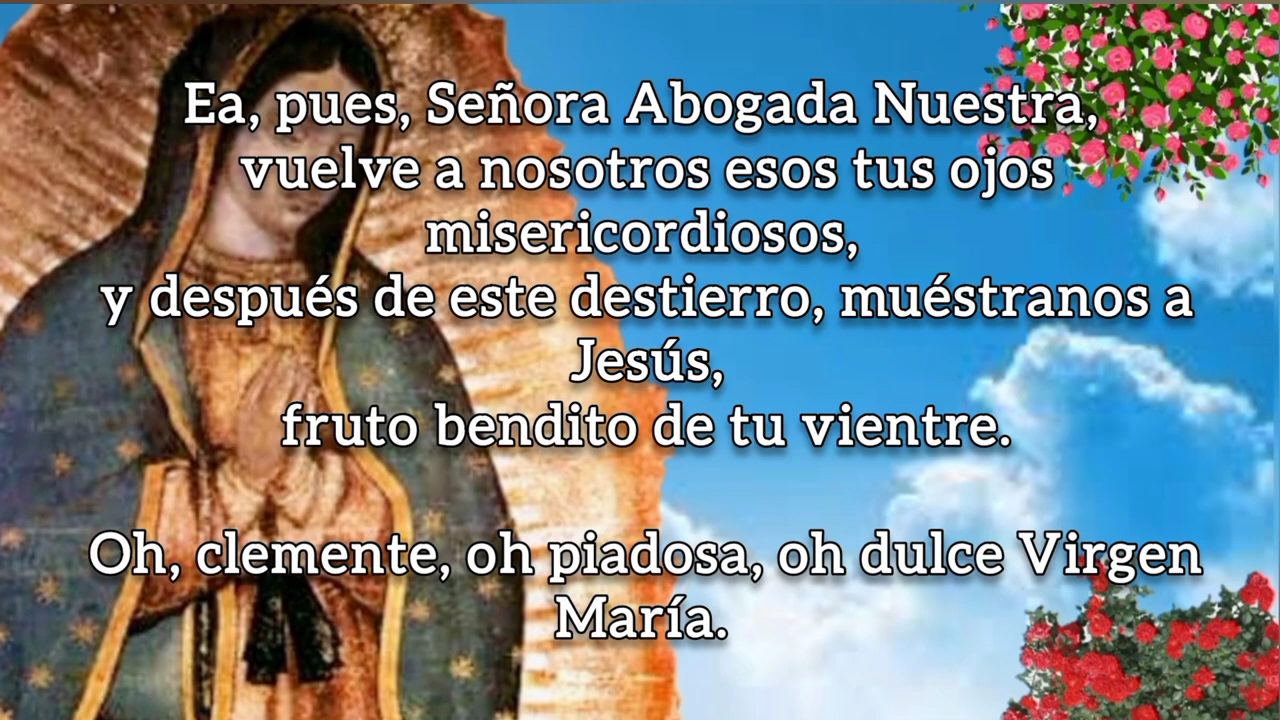 Ea, pues, Señora Abogada Nuestra,
vuelve a nosotros esos tus ojos
misericordiosos,
y después de este destierro, muéstranos a
Jesús,
fruto bendito de tu vientre.
Oh, clemente, oh piadosa, oh dulce Virgen
María.